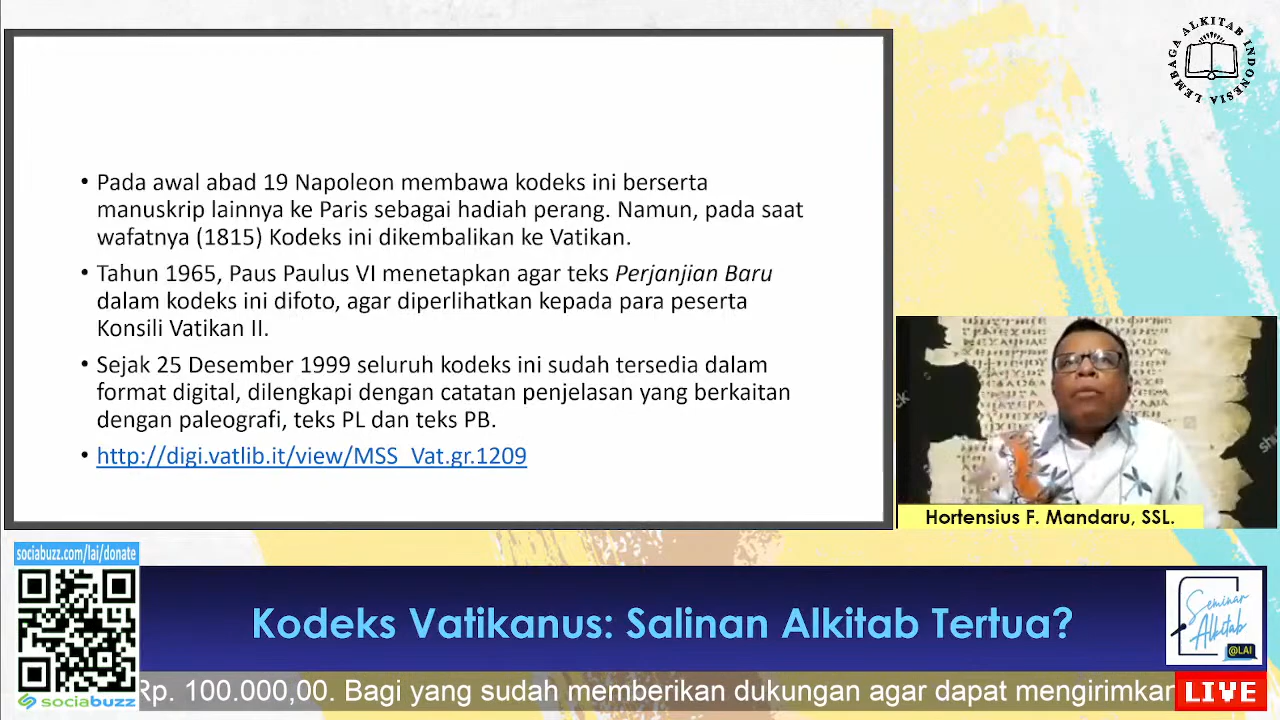 LEMBAGA ALKITAB INDONESIA
• Pada awal abad 19 Napoleon membawa kodeks ini berserta
manuskrip lainnya ke Paris sebagai hadiah perang. Namun, pada saat
wafatnya (1815) Kodeks ini dikembalikan ke Vatikan.
• Tahun 1965, Paus Paulus VI menetapkan agar teks Perjanjian Baru
dalam kodeks ini difoto, agar diperlihatkan kepada para peserta
Konsili Vatikan II.
• Sejak 25 Desember 1999 seluruh kodeks ini sudah tersedia dalam
format digital, dilengkapi dengan catatan penjelasan yang berkaitan
dengan paleografi, teks PL dan teks PB.
• http://digi.vatlib.it/view/MSS_Vat.gr.1209
Hortensius F. Mandaru, SSL.
sociabuzz.com/lai/donate
Kodeks Vatikanus: Salinan Alkitab Tertua?
Seminar
Alkitab
@LAI
sociabuzz
Rp. 100.000,00. Bagi yang sudah memberikan dukungan agar dapat mengirimkan
LIVE